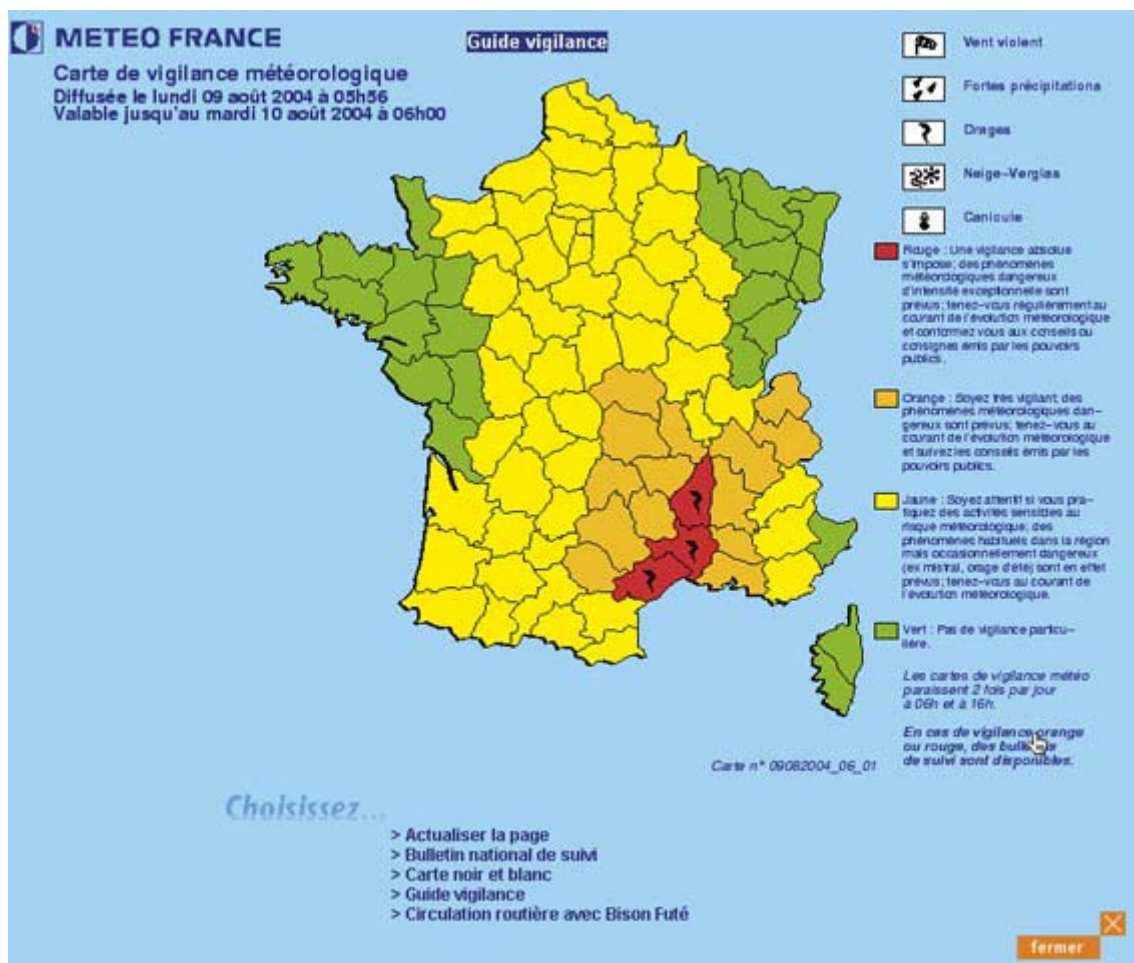 METEO FRANCE
Guide vigilance
Carte de vigilance météorologique
Diffusée le lundi 09 août 2004 à 05h56
Valable jusqu'au mardi 10 août 2004 à 06h00
Vent violent
Fortes précipitations
Orages
Neige-Verglas
Canicule
Rouge : Une vigilance absolue
s'impose; des phénomènes
météorologiques dangereux
d'intensité exceptionnelle sont
prévus; tenez-vous régulièrement au
courant de l'évolution météorologique
et conformez vous aux conseils ou
consignes émis par les pouvoirs
publics.
Orange : Soyez très vigilant; des
phénomènes météorologiques dan-
gereux sont prévus; tenez-vous au
courant de l'évolution météorologique
et suivez les conseils émis par les
pouvoirs publics.
Jaune : Soyez attentif si vous pra-
tiquez des activités sensibles au
risque météorologique; des
phénomènes habituels dans la région
mais occasionnellement dangereux
(ex mistral, orage d'été) sont en effet
prévus; tenez-vous au courant de
l'évolution météorologique.
Vert : Pas de vigilance particu-
lière.
Les cartes de vigilance météo
paraissent 2 fois par jour
à 06h et à 16h.
En cas de vigilance orange
ou rouge, des
de suivi sont disponibles.
Carte n° 09082004_06_01
Choisissez...
> Actualiser la page
> Bulletin national de suivi
> Carte noir et blanc
> Guide vigilance
> Circulation routière avec Bison Futé
fermer